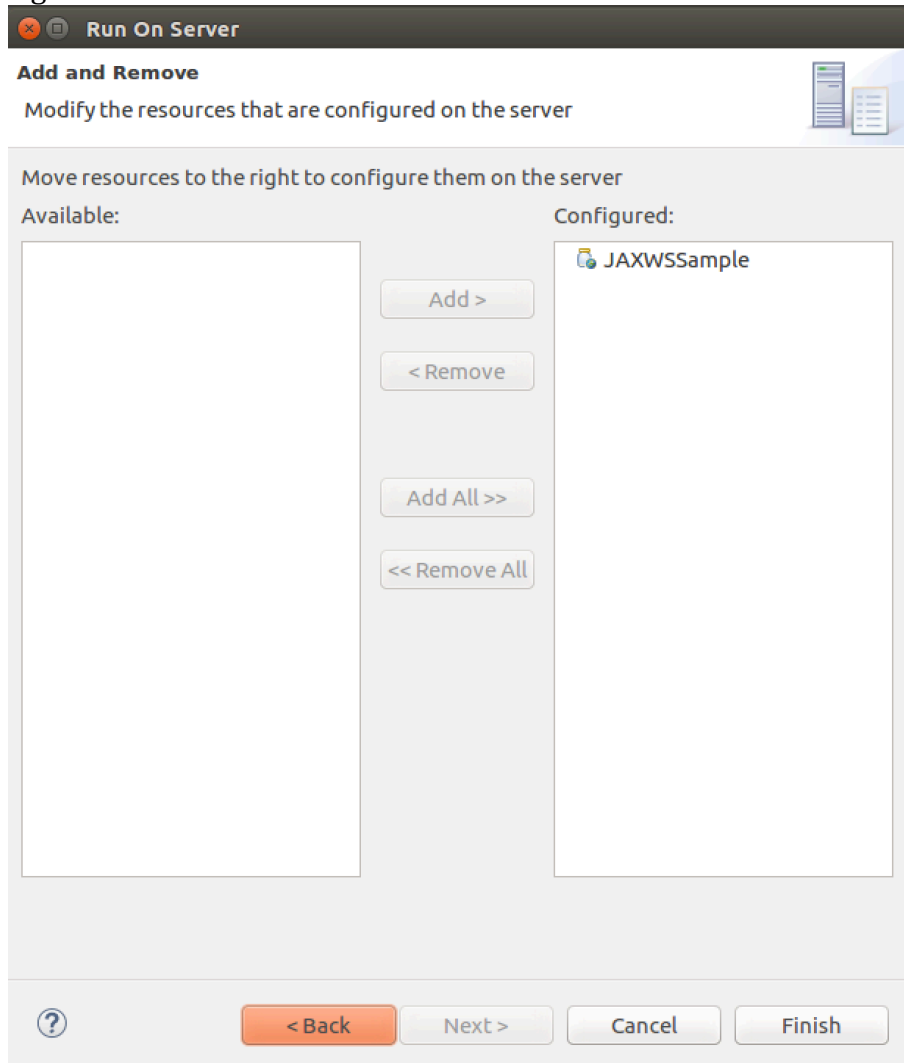 Run On Server
Add and Remove
Modify the resources that are configured on the server
Move resources to the right to configure them on the server
Available:
Configured:
JAXWSSample
Add >
< Remove
Add All >>
<< Remove All
?
< Back
Next >
Cancel
Finish